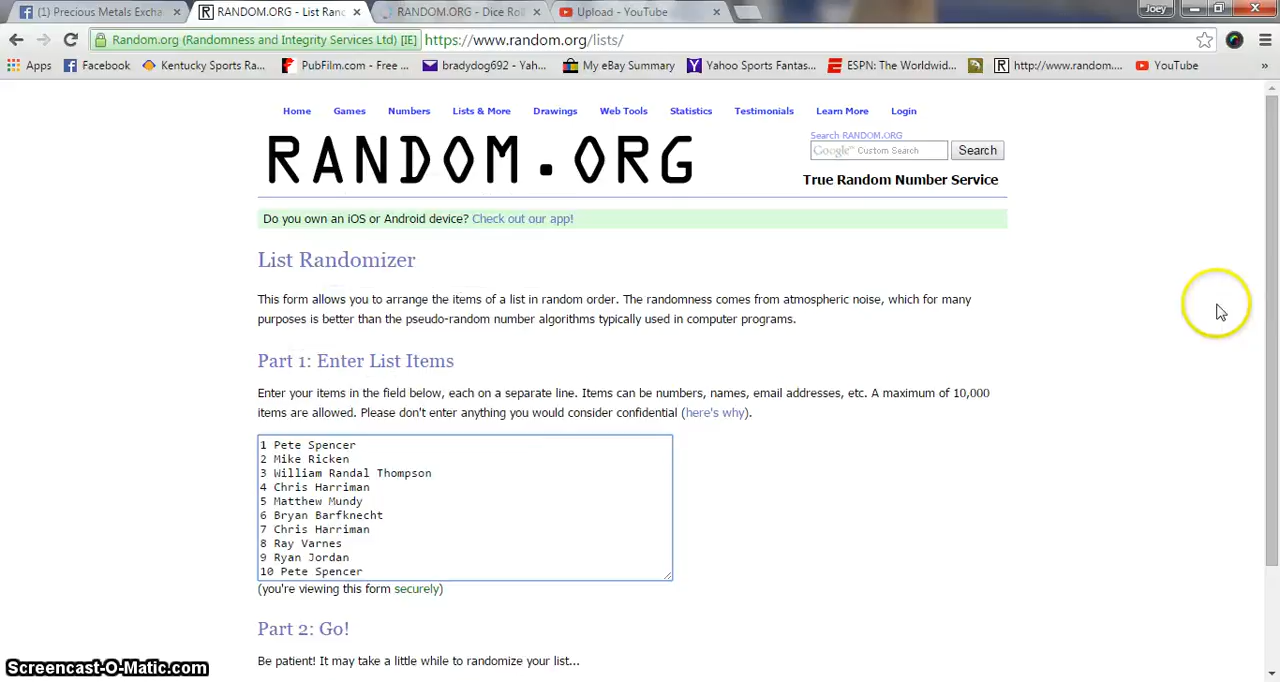 (1) Precious Metals Excha
RANDOM.ORG - List Ran
RANDOM.ORG - Dice Roll
Upload - YouTube
Joey
Random.org (Randomness and Integrity Services Ltd) [IE]
https://www.random.org/lists/
Apps
Facebook
Kentucky Sports Ra...
PubFilm.com - Free ...
bradydog692 - Yah...
My eBay Summary
Yahoo Sports Fantas...
ESPN: The Worldwid...
http://www.random....
YouTube
»
Home
Games
Numbers
Lists & More
Drawings
Web Tools
Statistics
Testimonials
Learn More
Login
RANDOM.ORG
Search RANDOM.ORG
Google™ Custom Search
Search
True Random Number Service
Do you own an iOS or Android device? Check out our app!
List Randomizer
This form allows you to arrange the items of a list in random order. The randomness comes from atmospheric noise, which for many
purposes is better than the pseudo-random number algorithms typically used in computer programs.
Part 1: Enter List Items
Enter your items in the field below, each on a separate line. Items can be numbers, names, email addresses, etc. A maximum of 10,000
items are allowed. Please don't enter anything you would consider confidential (here's why).
1 Pete Spencer
2 Mike Ricken
3 William Randal Thompson
4 Chris Harriman
5 Matthew Mundy
6 Bryan Barfknecht
7 Chris Harriman
8 Ray Varnes
9 Ryan Jordan
10 Pete Spencer
(you're viewing this form securely)
Part 2: Go!
Be patient! It may take a little while to randomize your list...
Screencast-O-Matic.com